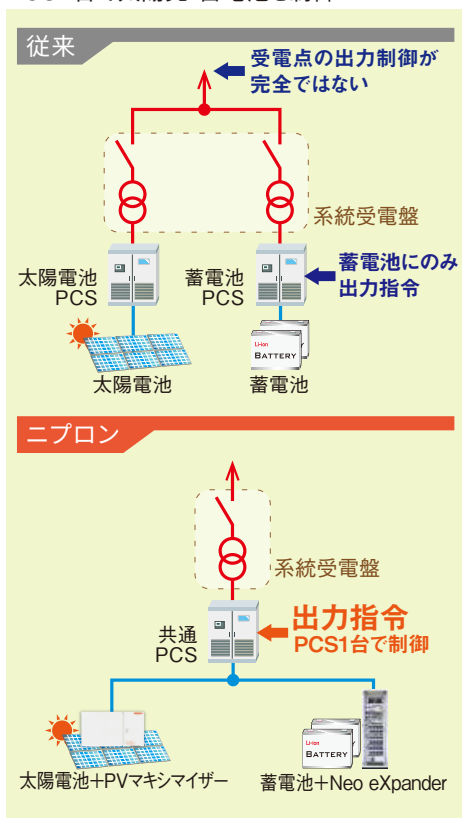 従来
受電点の出力制御が
完全ではない
系統受電盤
太陽電池
PCS
蓄電池
PCS
蓄電池にのみ
出力指令
Li-ion
BATTERY
太陽電池
蓄電池
ニプロン
系統受電盤
共通
PCS
出力指令
PCS1台で制御
Li-ion
BATTERY
太陽電池+PVマキシマイザー
蓄電池+Neo eXpander